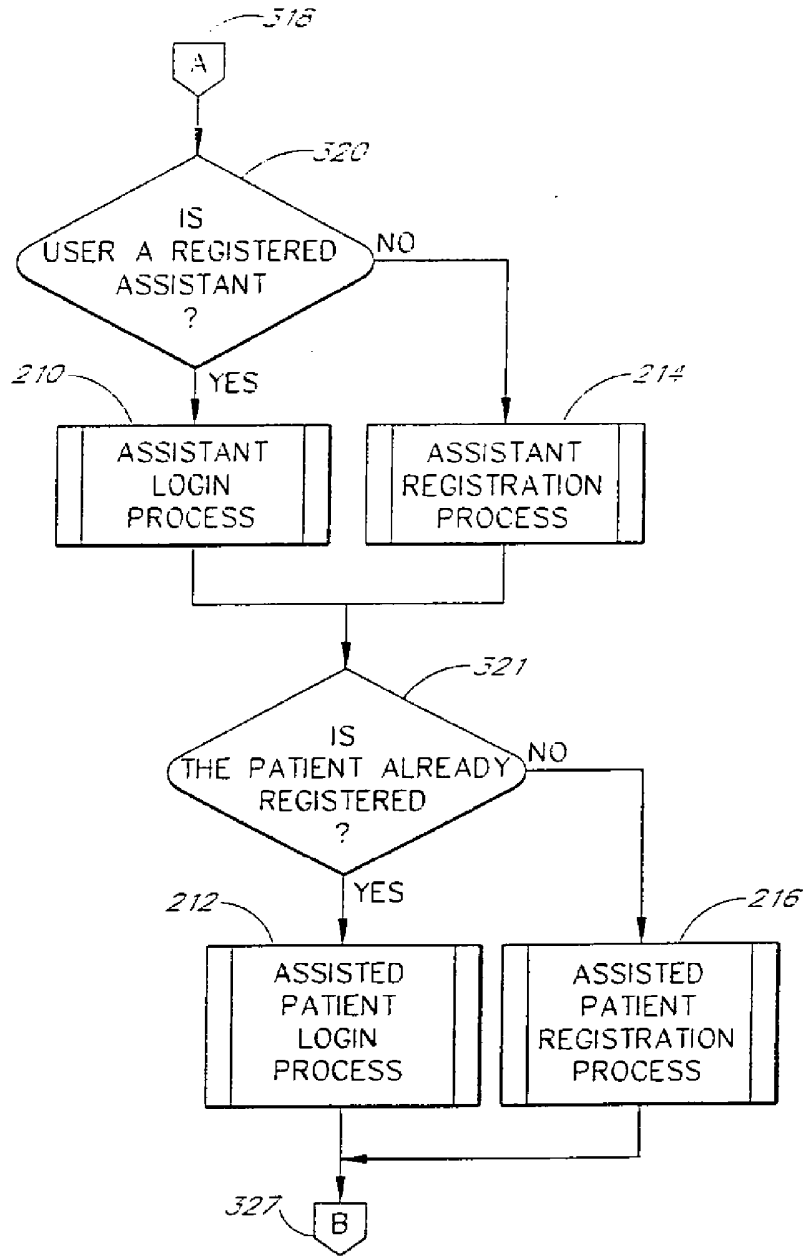 318
A
320
IS
USER A REGISTERED
ASSISTANT
?
NO
YES
210
214
ASSISTANT
LOGIN
PROCESS
ASSISTANT
REGISTRATION
PROCESS
321
IS
THE PATIENT ALREADY
REGISTERED
?
NO
YES
212
216
ASSISTED
PATIENT
LOGIN
PROCESS
ASSISTED
PATIENT
REGISTRATION
PROCESS
327
B